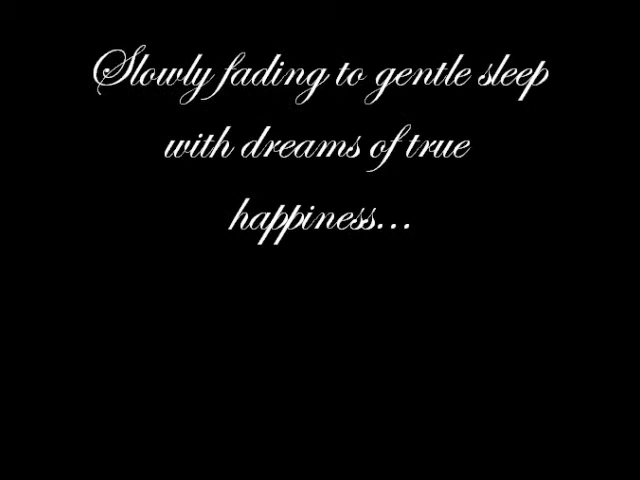 Slowly fading to gentle sleep
with dreams of true
happiness...